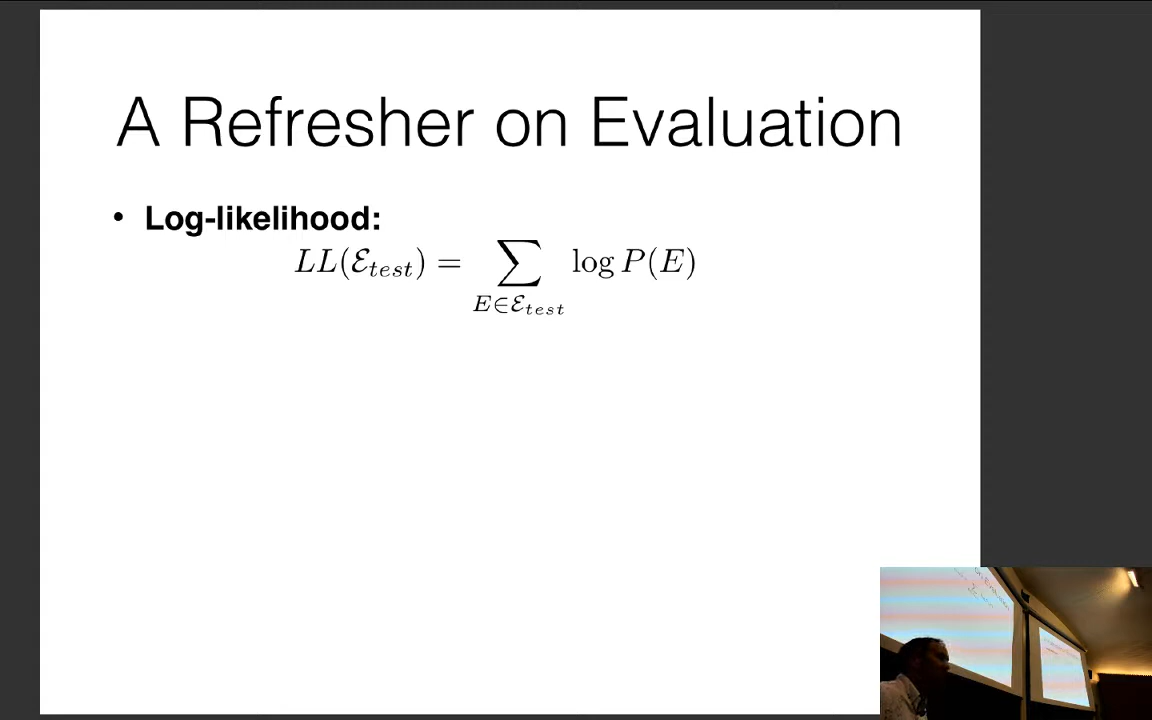 A Refresher on Evaluation
• Log-likelihood:
LL(ℰ_test) = ∑_{E∈ℰ_test} log P(E)